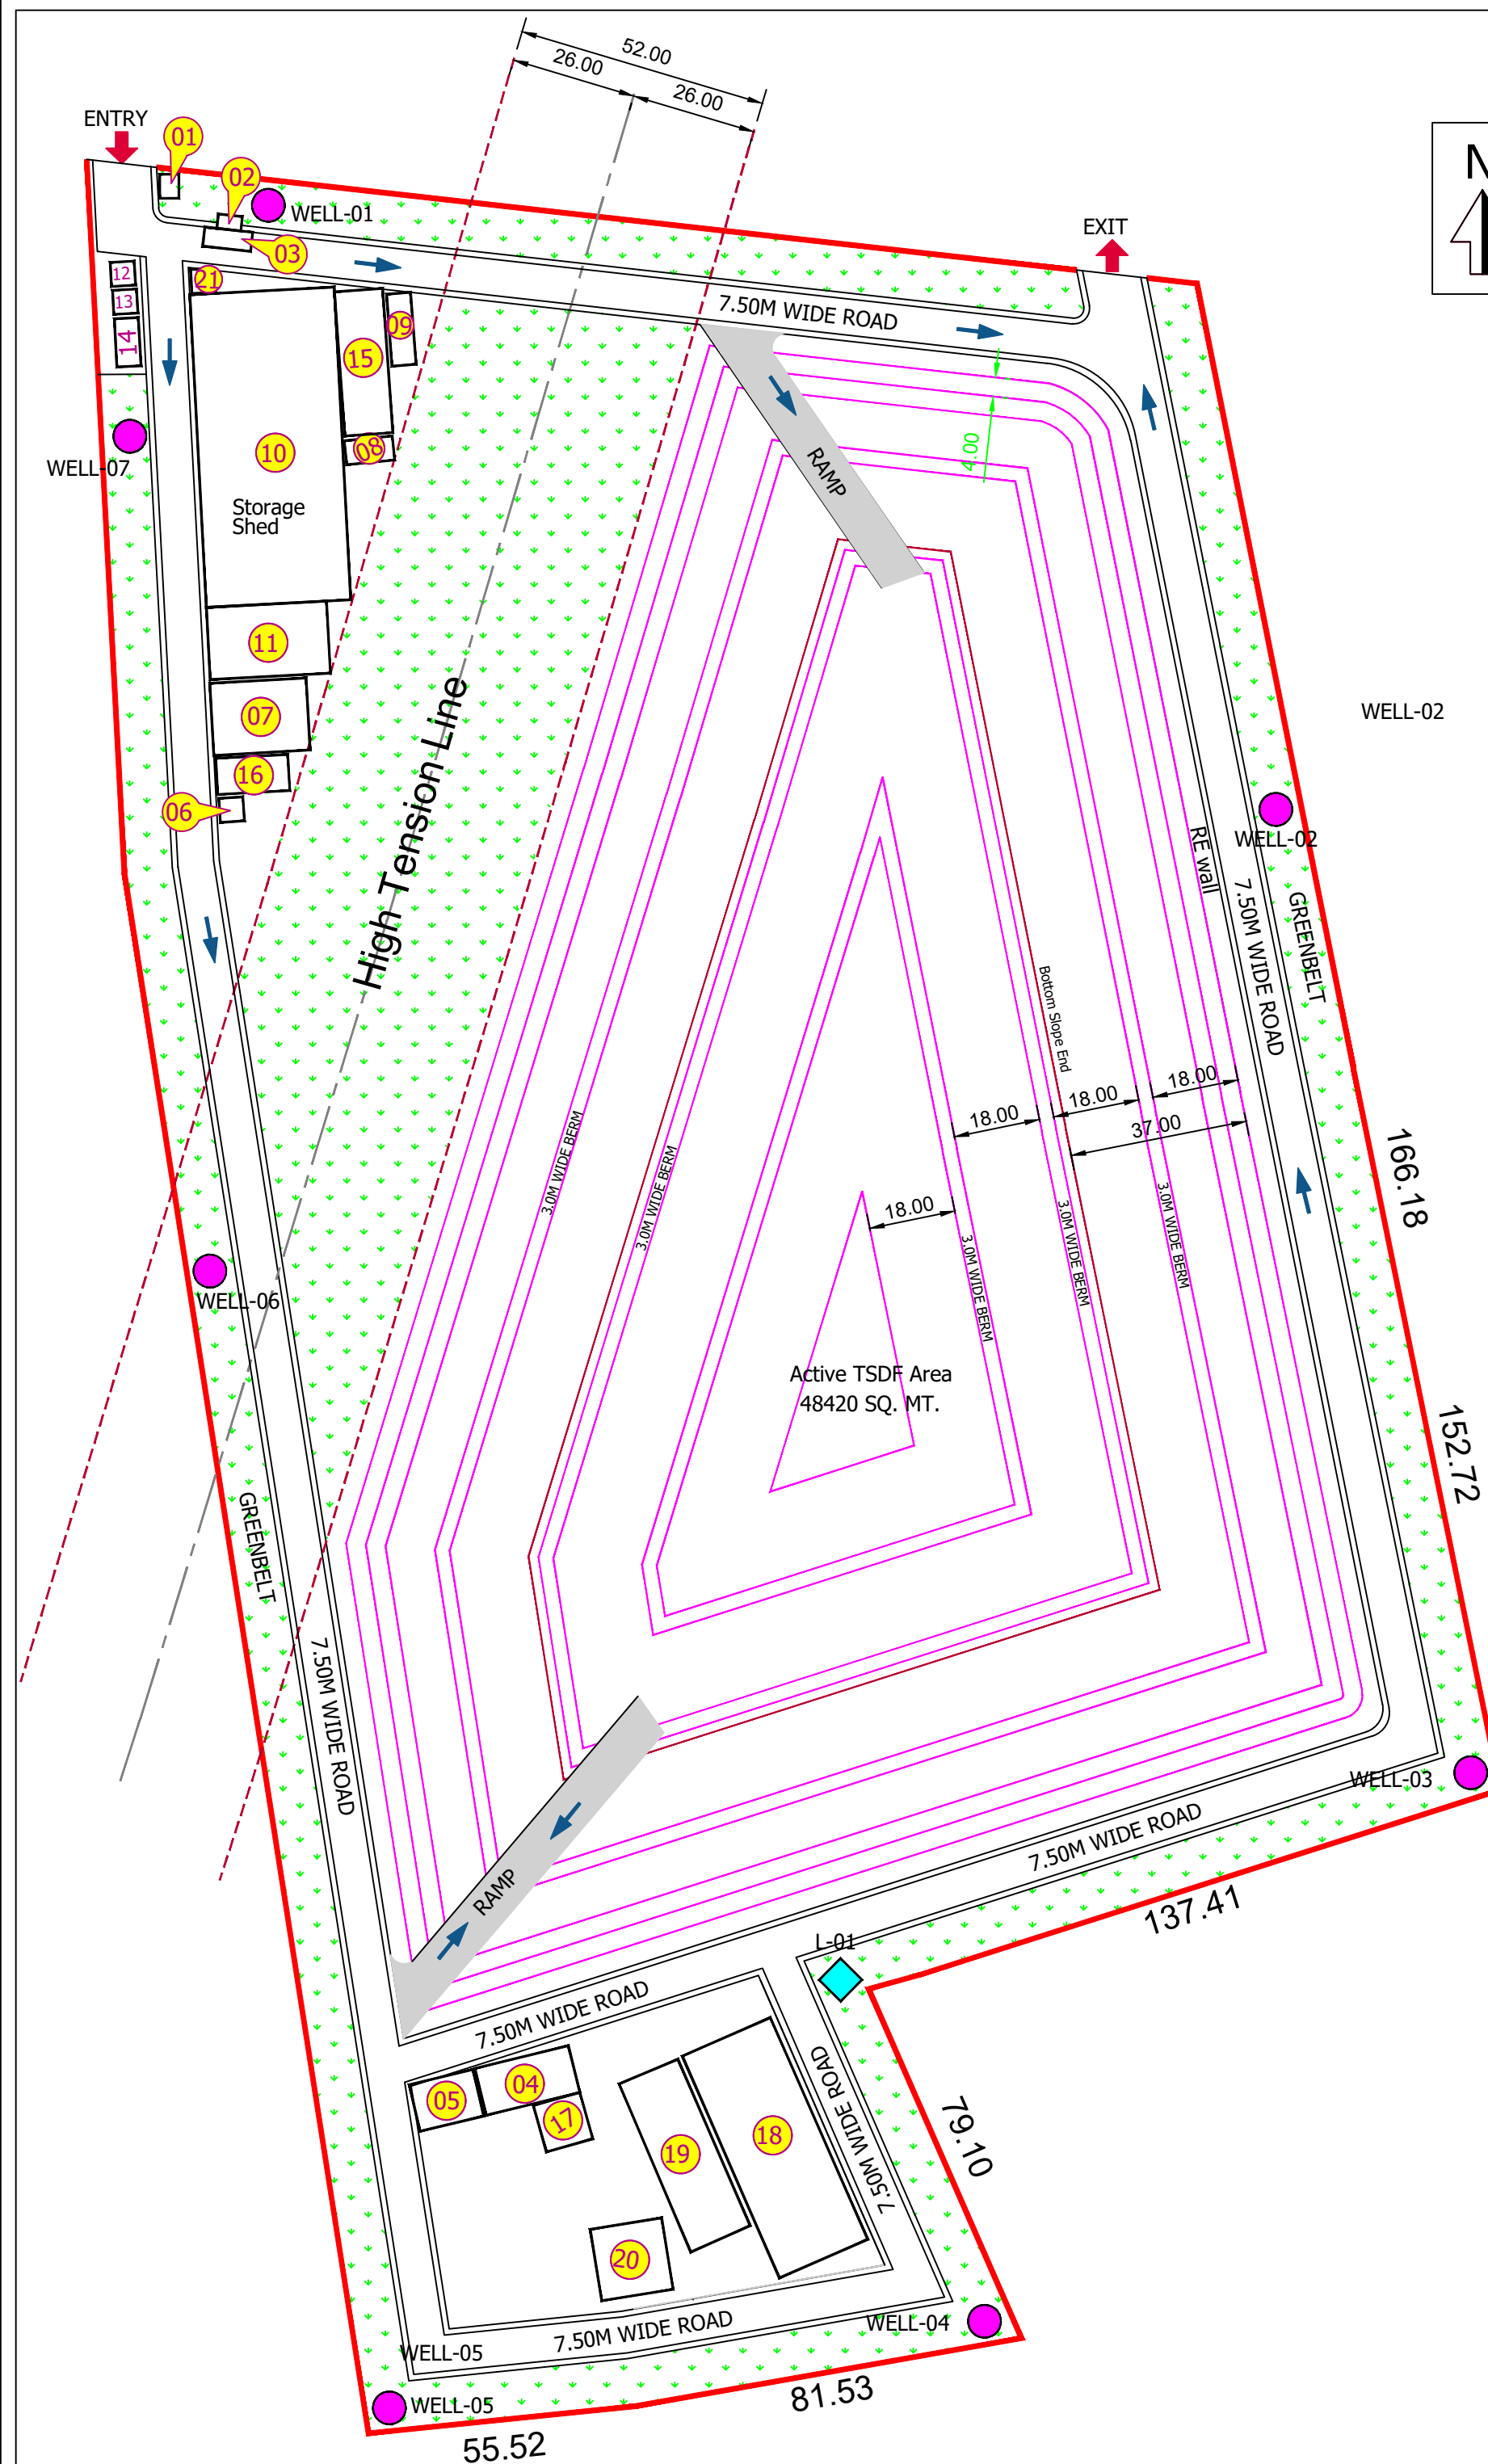 52.00
26.00
26.00
ENTRY
01
N
02
WELL-01
03
EXIT
12
21
13
14
7.50M WIDE ROAD
09
15
4.00
RAMP
10
08
WELL-07
Storage
Shed
11
High Tension Line
07
WELL-02
16
06
WELL-02
RE wall
7.50M WIDE ROAD
GREENBELT
Bottom Slope End
18.00
18.00
18.00
37.00
3.0M WIDE BERM
3.0M WIDE BERM
166.18
18.00
3.0M WIDE BERM
3.0M WIDE BERM
3.0M WIDE BERM
WELL-06
Active TSDF Area
48420 SQ. MT.
152.72
GREENBELT
7.50M WIDE ROAD
WELL-03
7.50M WIDE ROAD
RAMP
137.41
L-01
7.50M WIDE ROAD
7.50M WIDE ROAD
04
05
17
18
19
79.10
20
WELL-04
7.50M WIDE ROAD
WELL-05
WELL-05
81.53
55.52